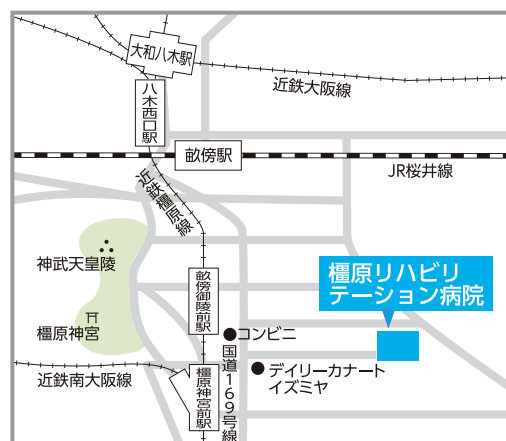 大和八木駅
近鉄大阪線
八木西口駅
畝傍駅
JR桜井線
近鉄橿原線
神武天皇陵
橿原リハビリ
テーション病院
畝傍御陵前駅
橿原神宮
コンビニ
国道169号線
デイリーカナート
イズミヤ
近鉄南大阪線
橿原神宮前駅